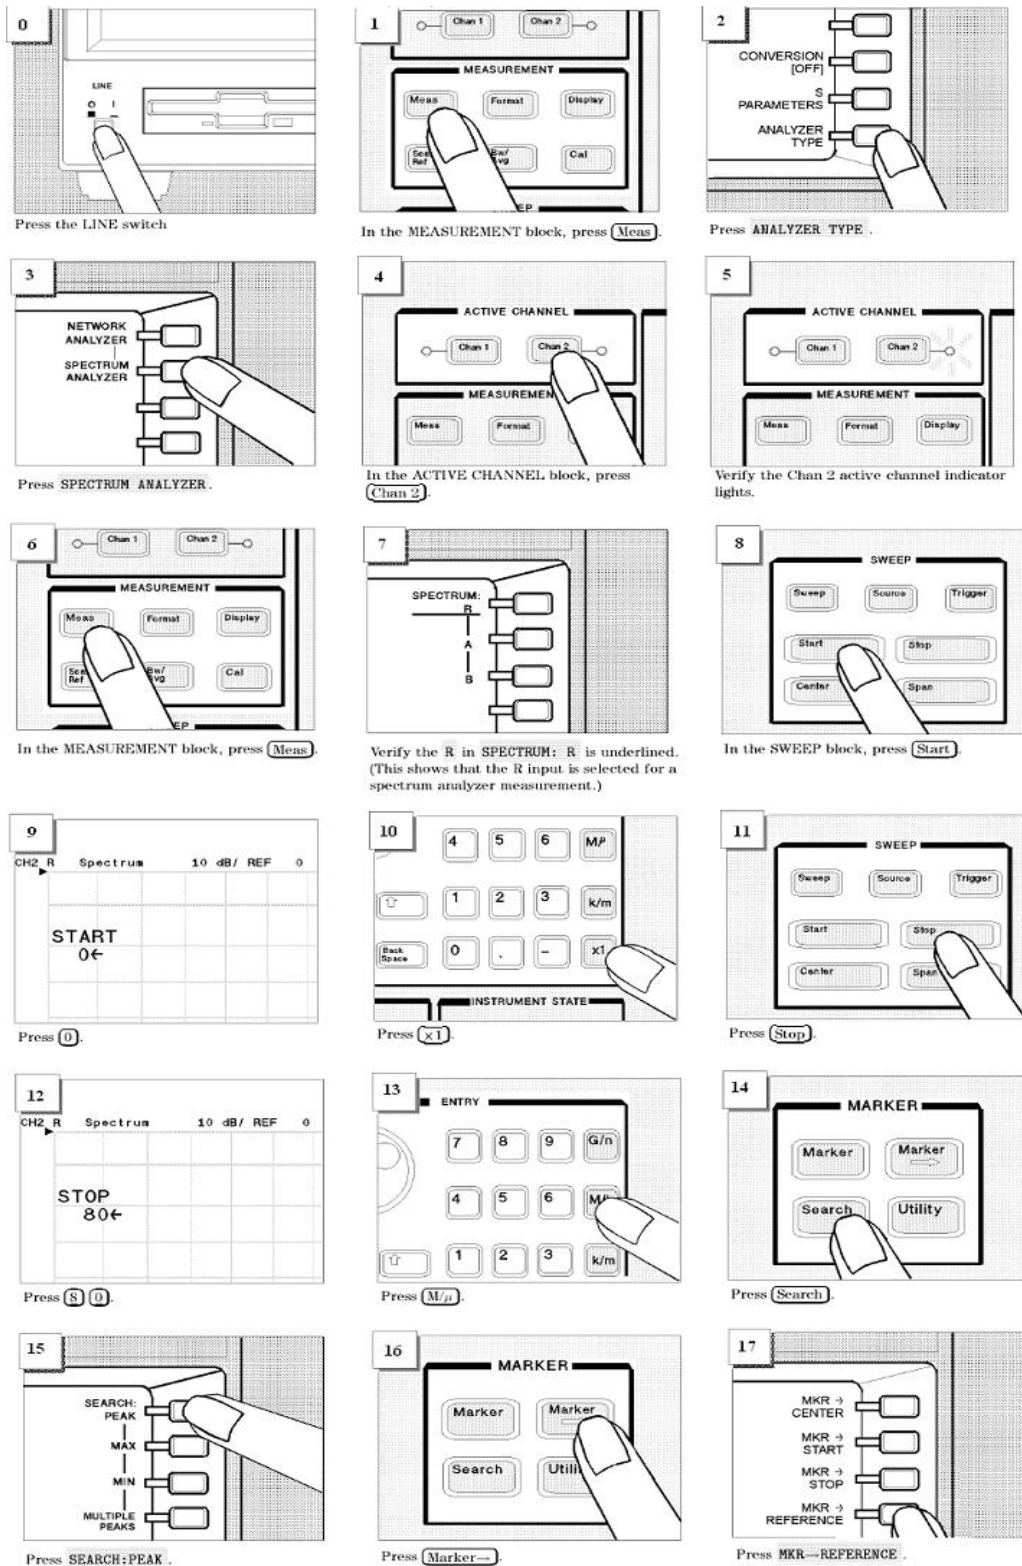 0
LINE
Press the LINE switch
1
Chan 1 Chan 2
MEASUREMENT
Meas Format Display
Bw/ Cal
Ref
In the MEASUREMENT block, press Meas.
2
CONVERSION
[OFF]
S
PARAMETERS
ANALYZER
TYPE
Press ANALYZER TYPE .
3
NETWORK
ANALYZER
SPECTRUM
ANALYZER
Press SPECTRUM ANALYZER.
4
ACTIVE CHANNEL
Chan 1 Chan 2
MEASUREMEN
Meas Format
In the ACTIVE CHANNEL block, press
Chan 2.
5
ACTIVE CHANNEL
Chan 1 Chan 2
MEASUREMENT
Meas Format Display
Verify the Chan 2 active channel indicator
lights.
6
Chan 1 Chan 2
MEASUREMENT
Meas Format Display
Bw/ Cal
Ref
In the MEASUREMENT block, press Meas.
7
SPECTRUM:
R
A
B
Verify the R in SPECTRUM: R is underlined.
(This shows that the R input is selected for a
spectrum analyzer measurement.)
8
SWEEP
Sweep Source Trigger
Start Stop
Center Span
In the SWEEP block, press Start.
9
CH2 R Spectrum 10 dB/ REF 0
START
0←
Press 0.
10
4 5 6 M/µ
⇧ 1 2 3 k/m
Back
Space 0 . – x1
INSTRUMENT STATE
Press ×1.
11
SWEEP
Sweep Source Trigger
Start Stop
Center Span
Press Stop.
12
CH2 R Spectrum 10 dB/ REF 0
STOP
80←
Press 8 0.
13
ENTRY
7 8 9 G/n
4 5 6 M/
⇧ 1 2 3 k/m
Press M/µ.
14
MARKER
Marker Marker
⇨
Search Utility
Press Search.
15
SEARCH:
PEAK
MAX
MIN
MULTIPLE
PEAKS
Press SEARCH:PEAK .
16
MARKER
Marker Marker
Search Utili
Press Marker→.
17
MKR →
CENTER
MKR →
START
MKR →
STOP
MKR →
REFERENCE
Press MKR→REFERENCE .